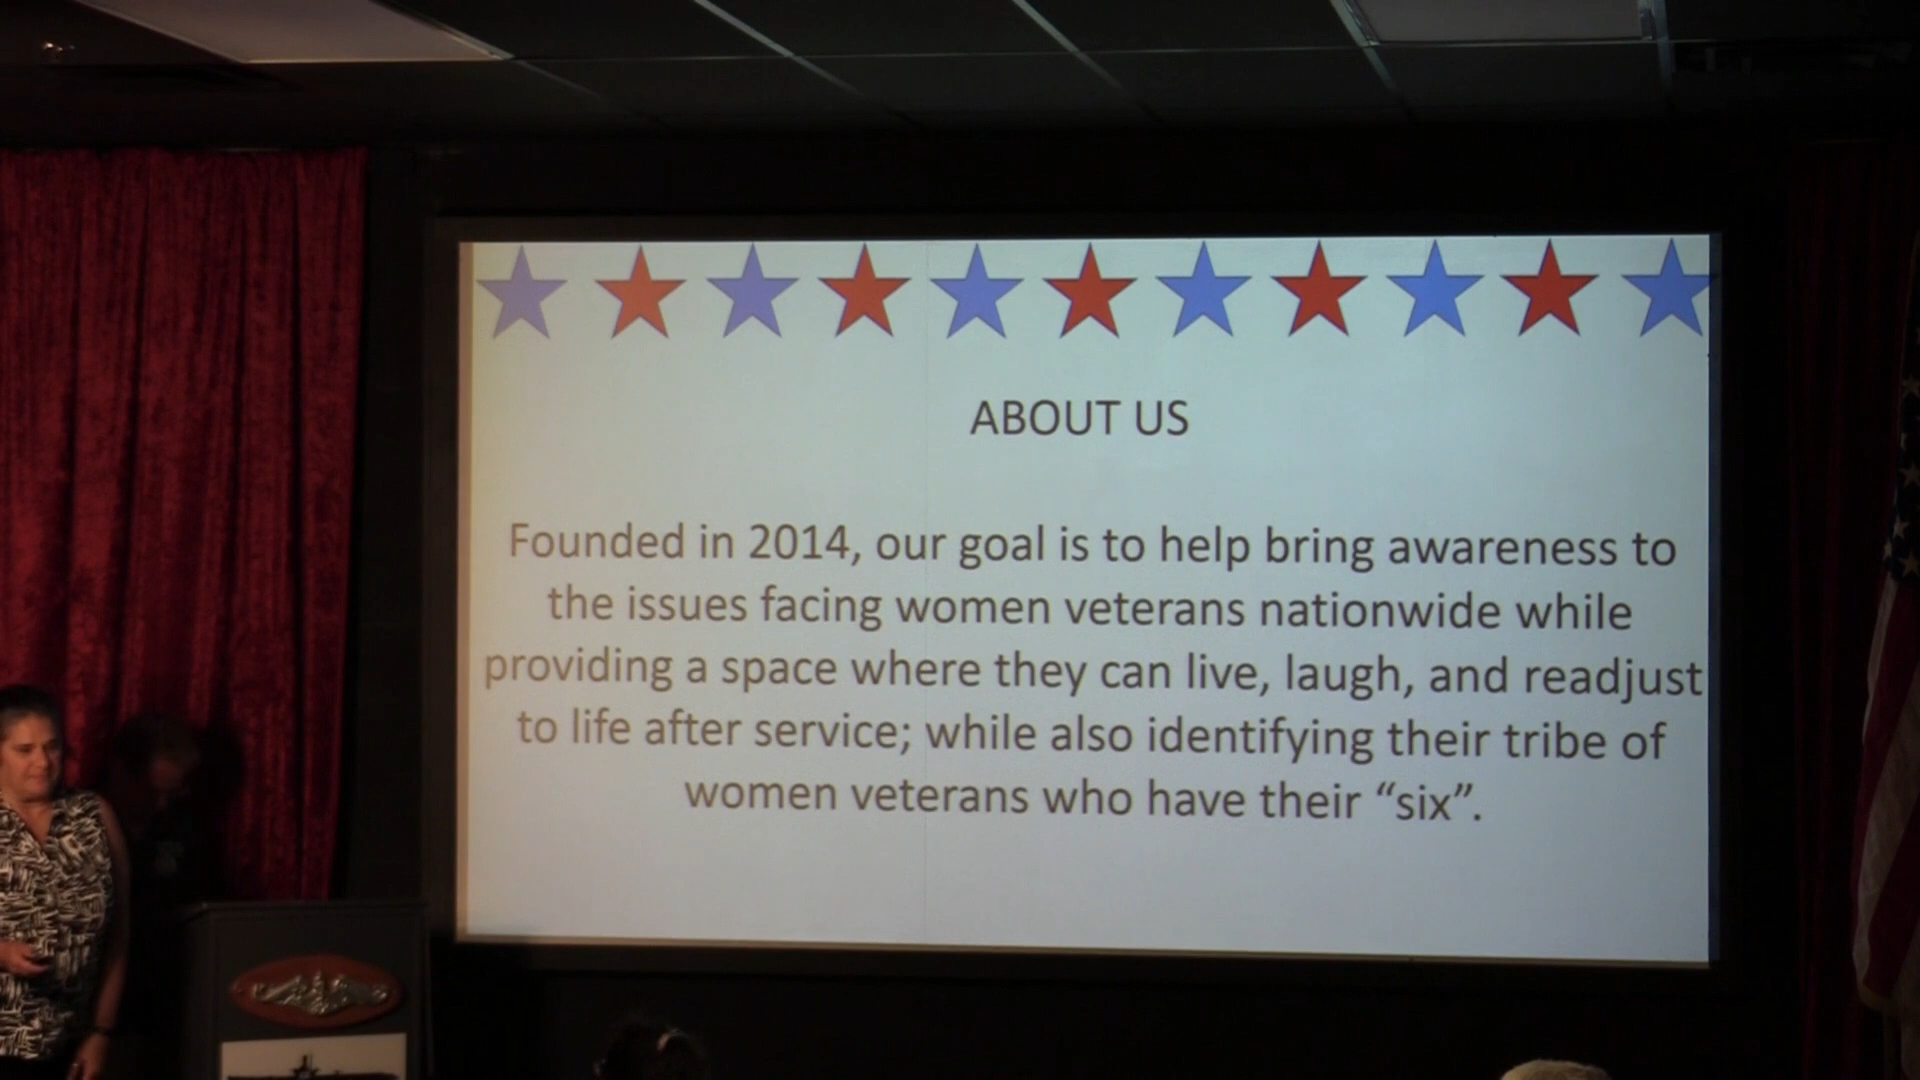 ABOUT US
Founded in 2014, our goal is to help bring awareness to
the issues facing women veterans nationwide while
providing a space where they can live, laugh, and readjust
to life after service; while also identifying their tribe of
women veterans who have their “six”.